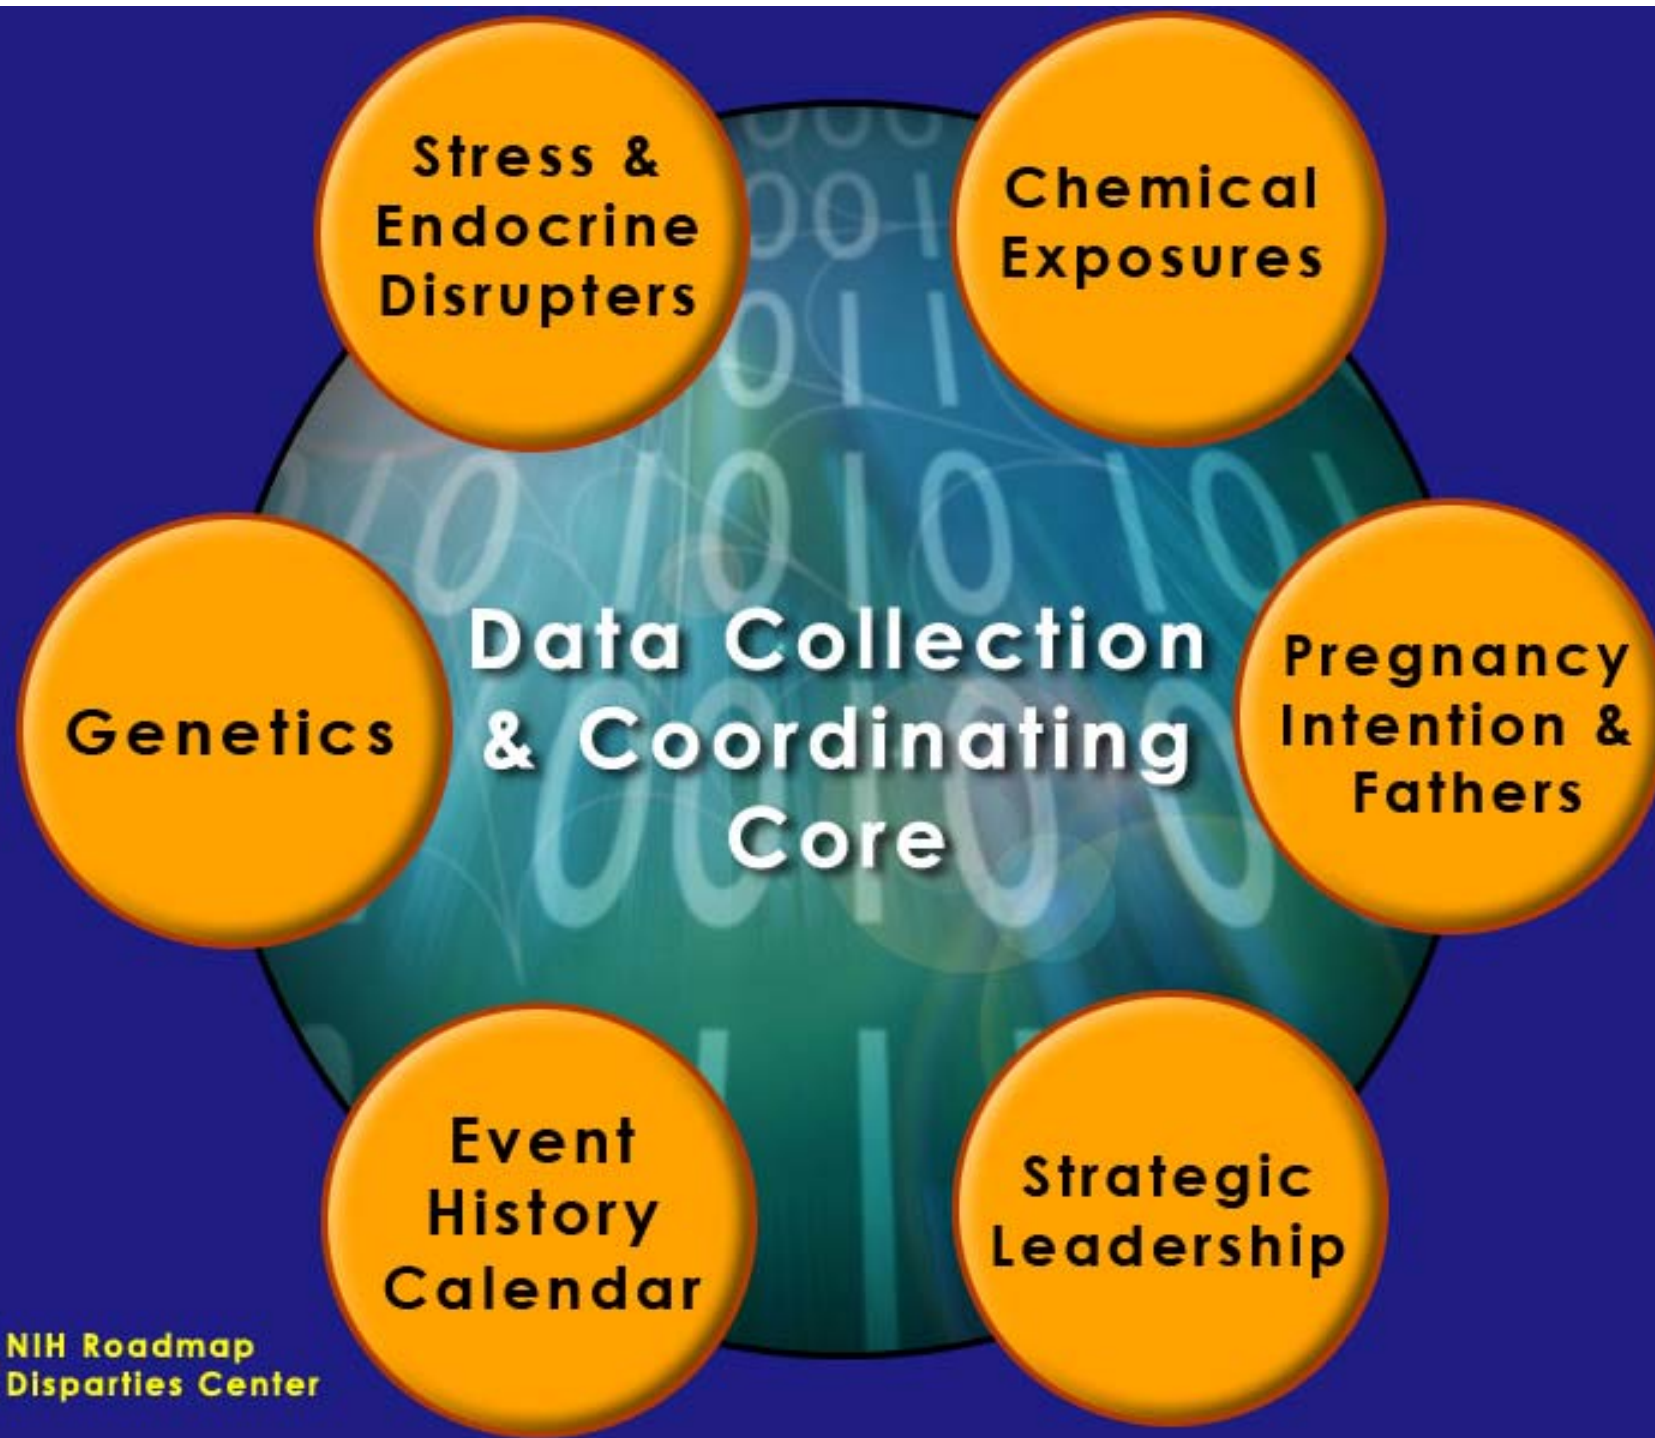 Stress &
Endocrine
Disrupters
Chemical
Exposures
Genetics
Data Collection
& Coordinating
Core
Pregnancy
Intention &
Fathers
Event
History
Calendar
Strategic
Leadership
NIH Roadmap
Disparties Center